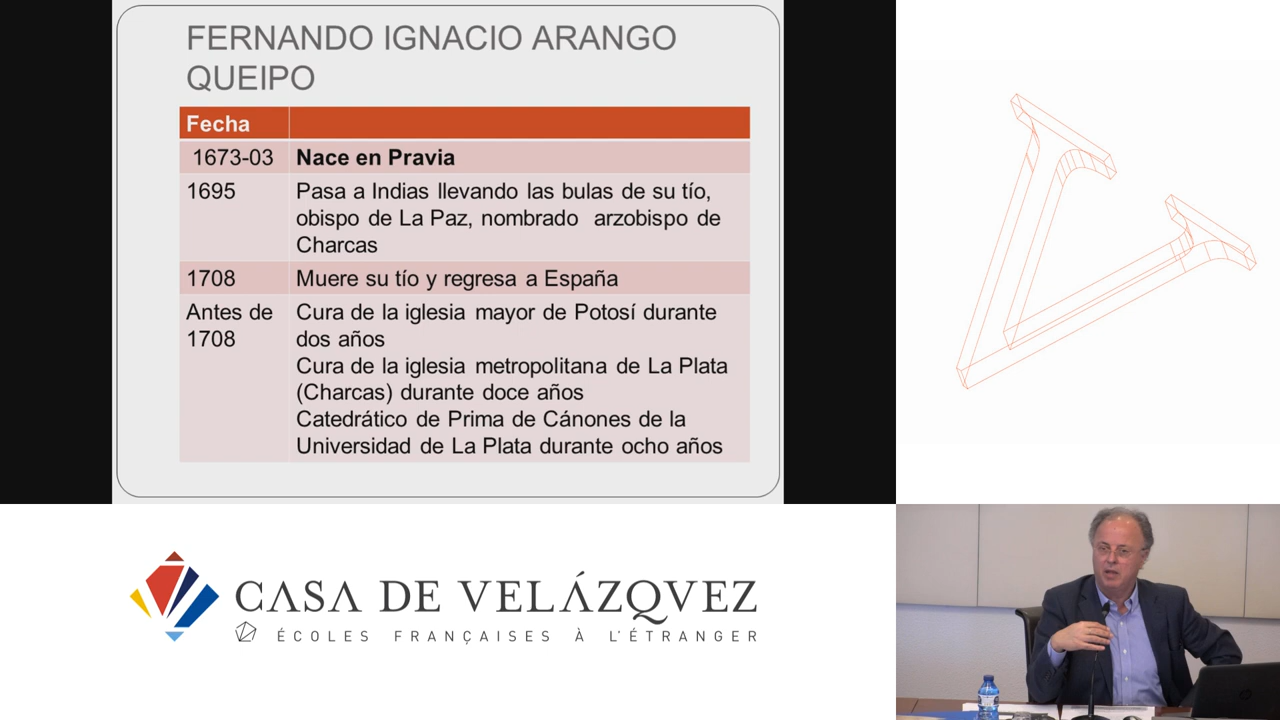 FERNANDO IGNACIO ARANGO
QUEIPO
Fecha
1673-03 Nace en Pravia
1695 Pasa a Indias llevando las bulas de su tío,
obispo de La Paz, nombrado arzobispo de
Charcas
1708 Muere su tío y regresa a España
Antes de Cura de la iglesia mayor de Potosí durante
1708 dos años
Cura de la iglesia metropolitana de La Plata
(Charcas) durante doce años
Catedrático de Prima de Cánones de la
Universidad de La Plata durante ocho años
CASA DE VELÁZQVEZ
ÉCOLES FRANÇAISES À L'ÉTRANGER